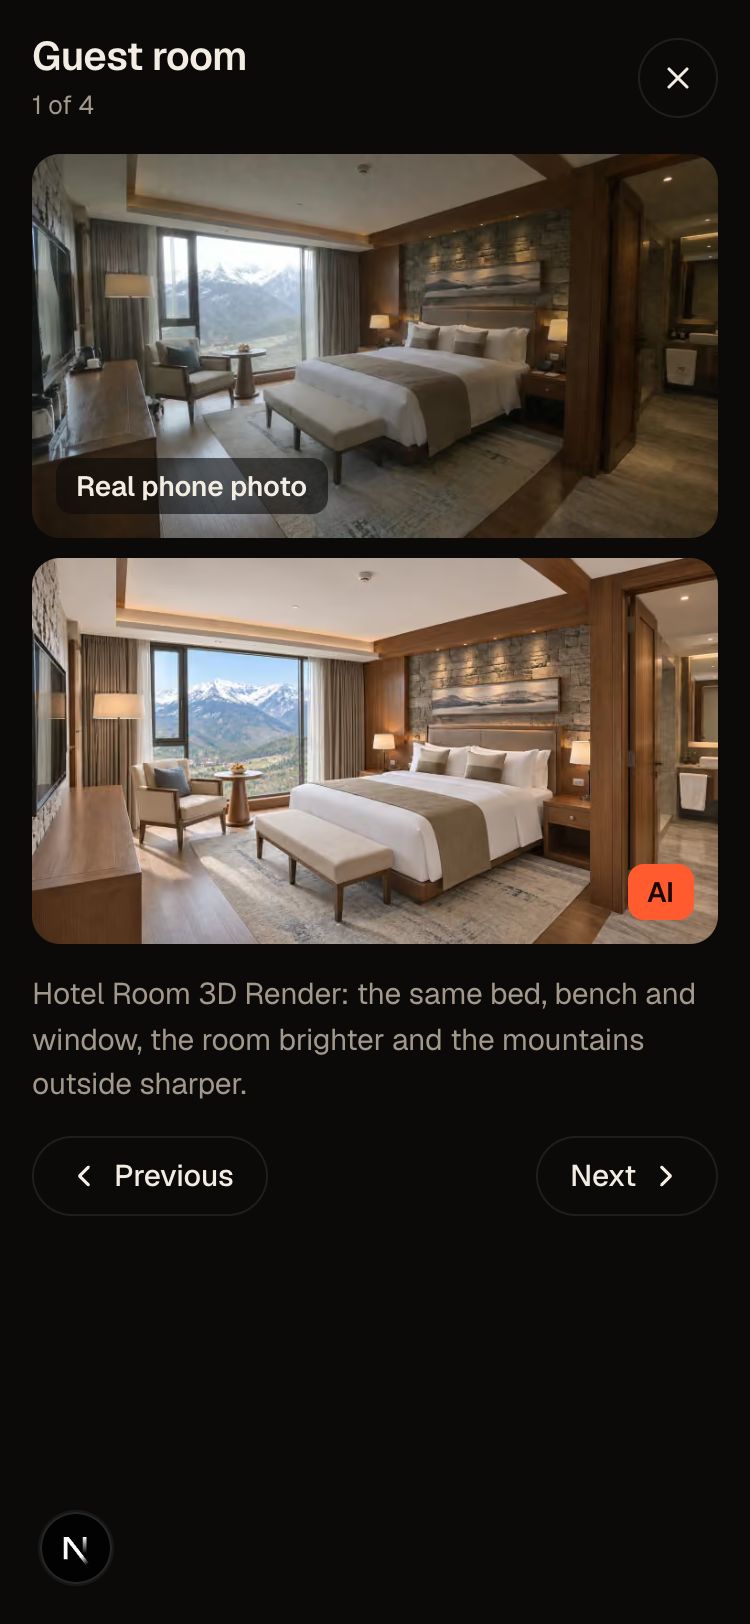 Guest room
1 of 4
Real phone photo
AI
Hotel Room 3D Render: the same bed, bench and
window, the room brighter and the mountains
outside sharper.
Previous
Next
N